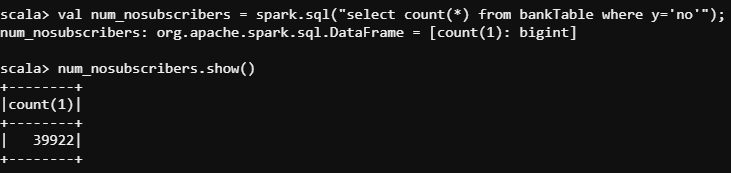 scala> val num_nosubscribers = spark.sql("select count(*) from bankTable where y='no'");
num_nosubscribers: org.apache.spark.sql.DataFrame = [count(1): bigint]
scala> num_nosubscribers.show()
+--------+
|count(1)|
+--------+
|   39922|
+--------+